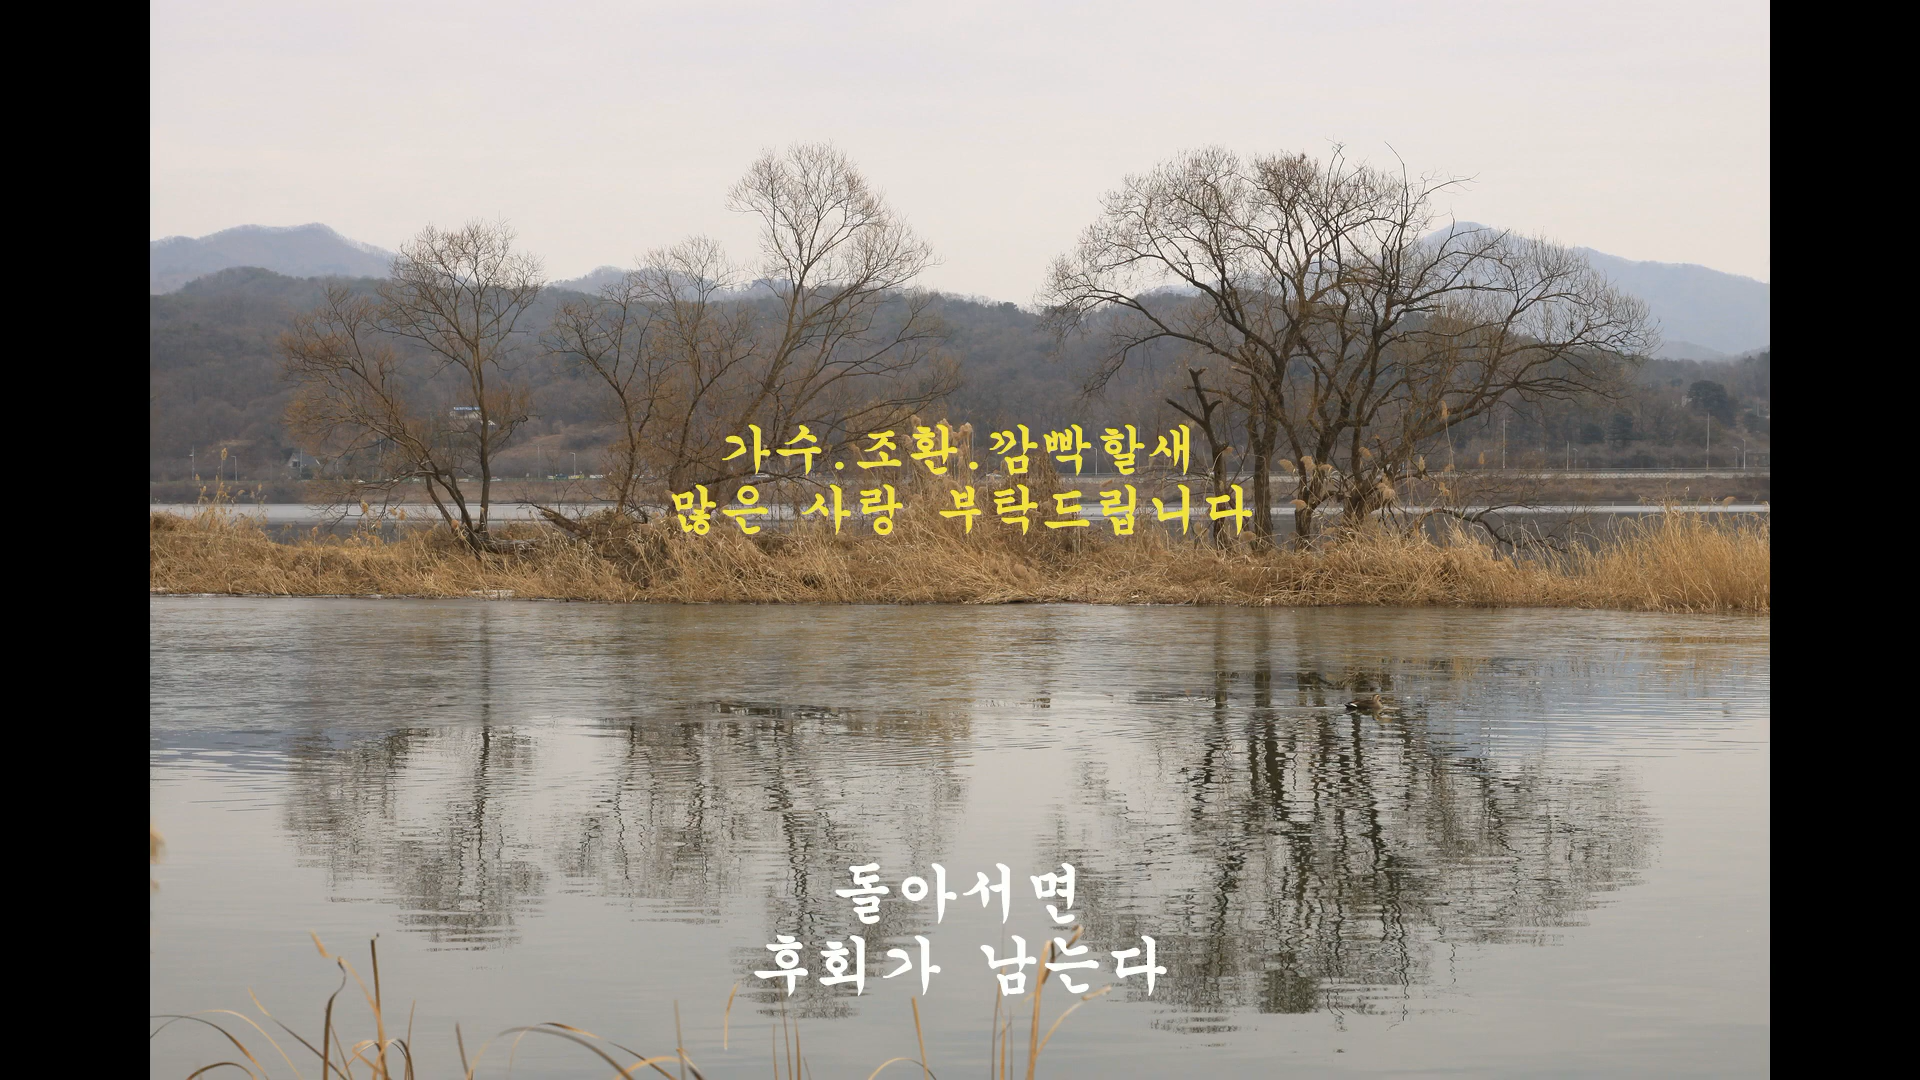 가수.조환.깜빡할새
많은 사랑 부탁드립니다
돌아서면
후회가 남는다